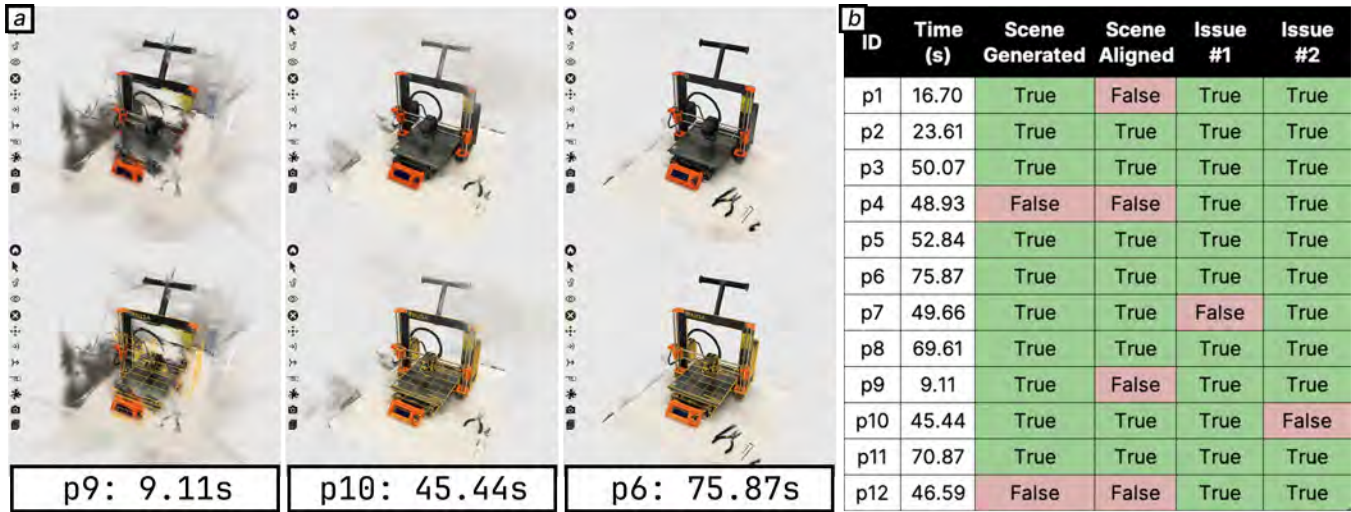 a
p9: 9.11s
p10: 45.44s
p6: 75.87s
b
ID Time (s) Scene Generated Scene Aligned Issue #1 Issue #2
p1 16.70 True False True True
p2 23.61 True True True True
p3 50.07 True True True True
p4 48.93 False False True True
p5 52.84 True True True True
p6 75.87 True True True True
p7 49.66 True True False True
p8 69.61 True True True True
p9 9.11 True False True True
p10 45.44 True True True False
p11 70.87 True True True True
p12 46.59 False False True True